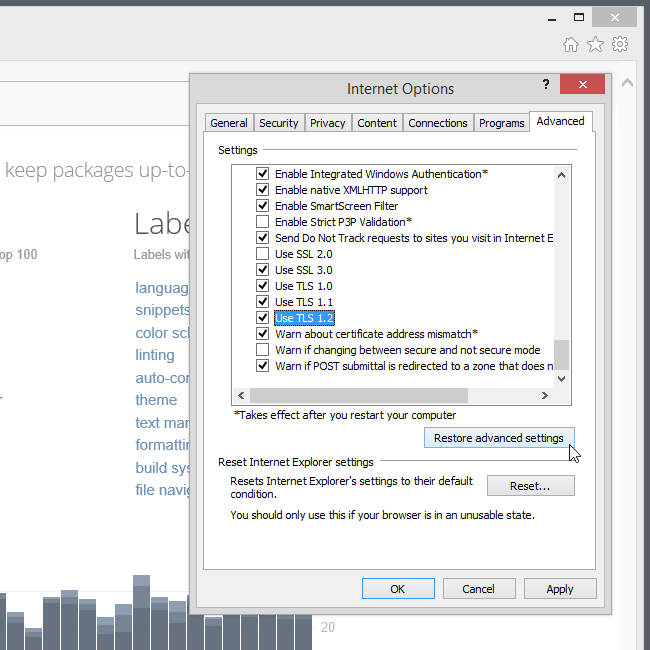 Internet Options
?
General
Security
Privacy
Content
Connections
Programs
Advanced
Settings
Enable Integrated Windows Authentication*
Enable native XMLHTTP support
Enable SmartScreen Filter
Enable Strict P3P Validation*
Send Do Not Track requests to sites you visit in Internet E
Use SSL 2.0
Use SSL 3.0
Use TLS 1.0
Use TLS 1.1
Use TLS 1.2
Warn about certificate address mismatch*
Warn if changing between secure and not secure mode
Warn if POST submittal is redirected to a zone that does n
*Takes effect after you restart your computer
Restore advanced settings
Reset Internet Explorer settings
Resets Internet Explorer's settings to their default
condition.
Reset...
You should only use this if your browser is in an unusable state.
OK
Cancel
Apply
keep packages up-to-
Labe
op 100
Labels wit
languag
snippets
color sch
linting
auto-con
theme
text mar
formattin
build sys
file navig
20